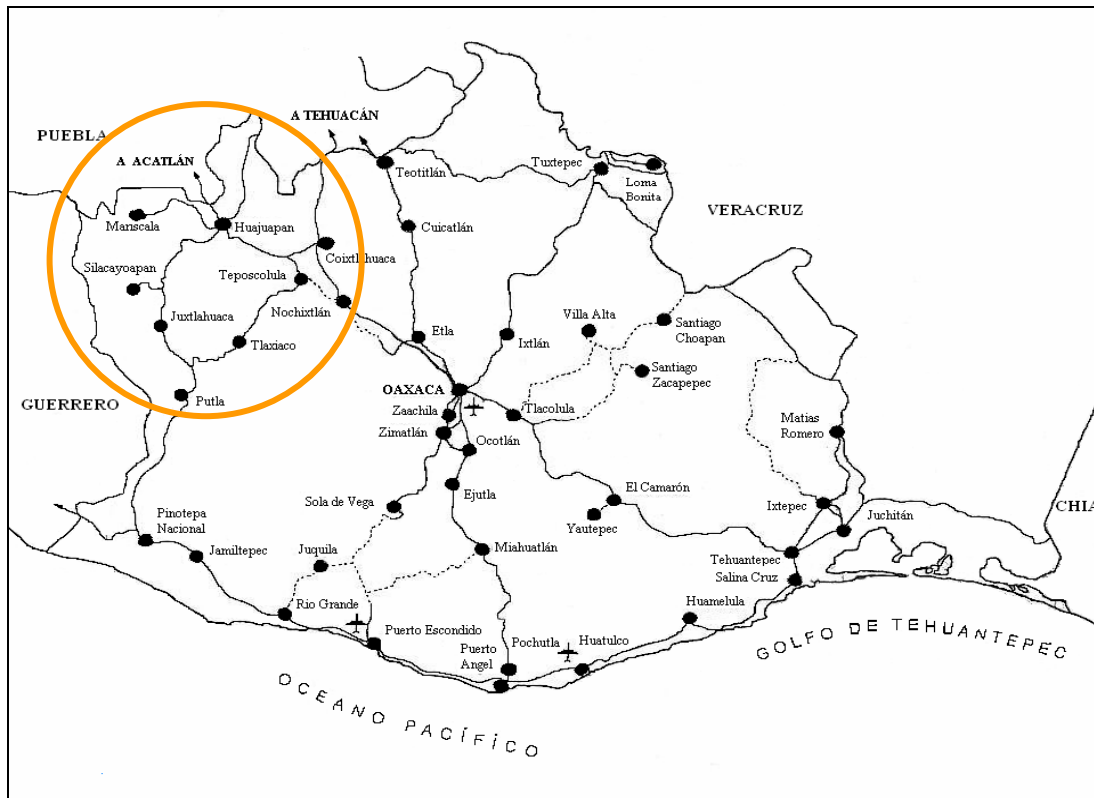 A TEHUACÁN
PUEBLA
A ACATLÁN
Teotitlán
Tuxtepec
Loma
Bonita
VERACRUZ
Mariscala
Huajuapan
Cuicatlán
Coixtlahuaca
Silacayoapan
Teposcolula
Nochixtlán
Juxtlahuaca
Tlaxiaco
Etla
Ixtlán
Villa Alta
Santiago
Choapan
Santiago
Zacapepec
GUERRERO
Putla
OAXACA
Zaachila
Tlacolula
Zimatlán
Ocotlán
Matias
Romero
Ejutla
El Camarón
Sola de Vega
Yautepec
Ixtepec
CHIA
Juchitán
Pinotepa
Nacional
Jamiltepec
Juquila
Miahuatlán
Tehuantepec
Salina Cruz
Rio Grande
Huamelula
Puerto Escondido
Pochutla
Huatulco
Puerto
Angel
GOLFO DE TEHUANTEPEC
OCEANO PACÍFÍCO